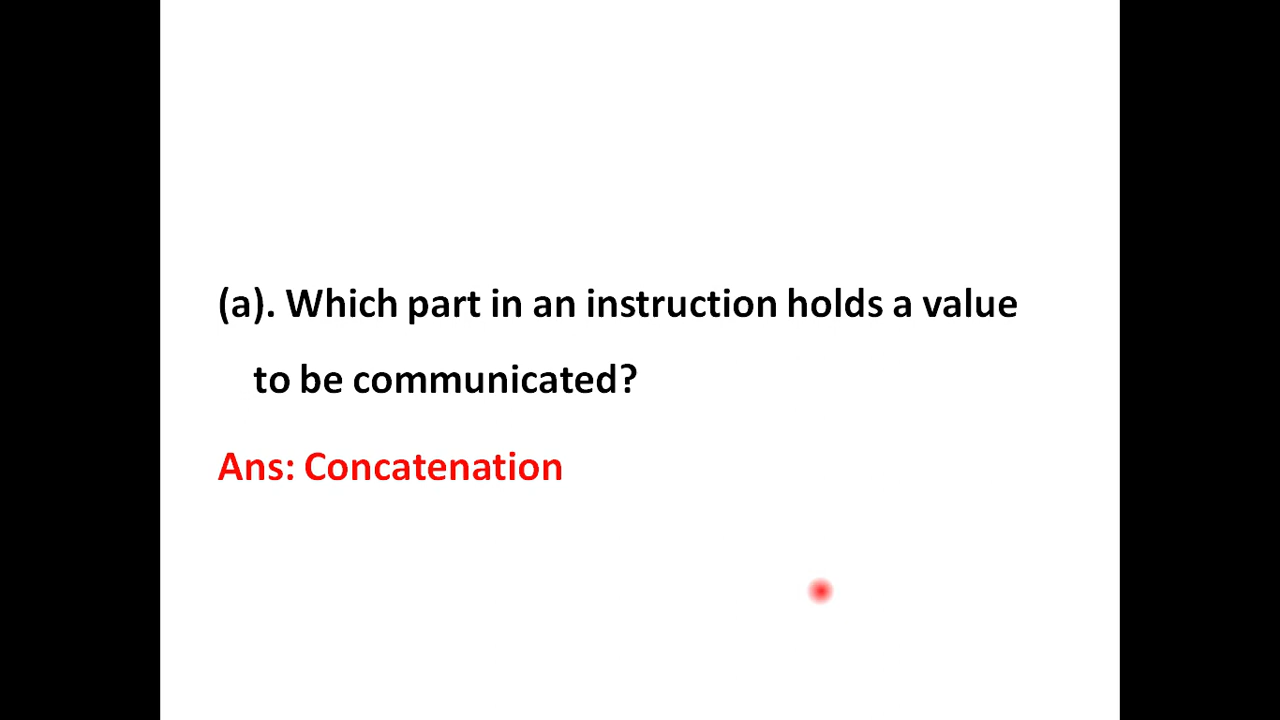 (a). Which part in an instruction holds a value
to be communicated?
Ans: Concatenation